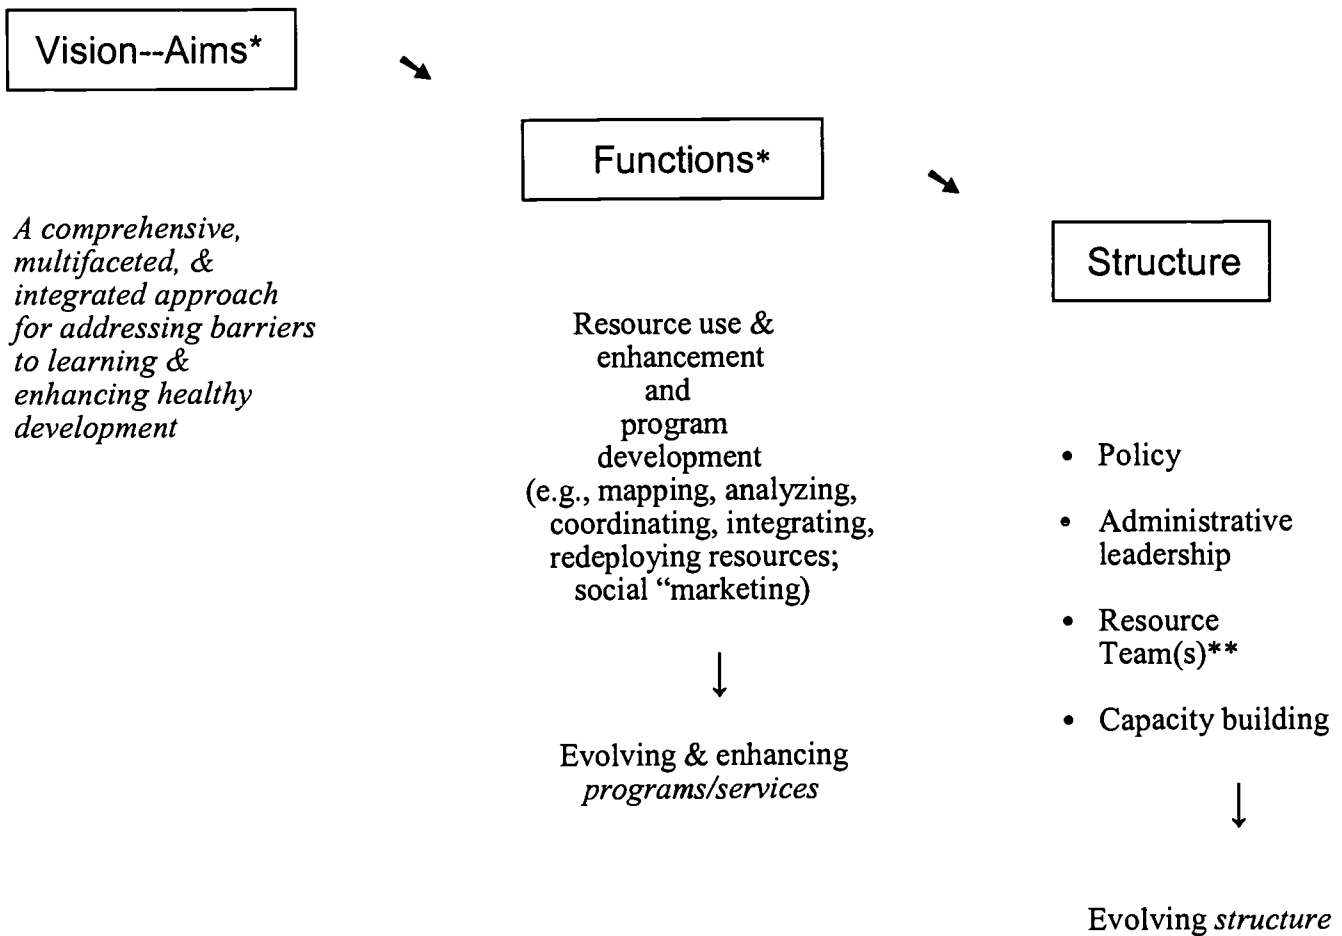 Vision--Aims*
A comprehensive,
multifaceted, &
integrated approach
for addressing barriers
to learning &
enhancing healthy
development
Functions*
Resource use &
enhancement
and
program
development
(e.g., mapping, analyzing,
coordinating, integrating,
redeploying resources;
social “marketing)
Evolving & enhancing
programs/services
Structure
• Policy
• Administrative
leadership
• Resource
Team(s)**
• Capacity building
Evolving structure